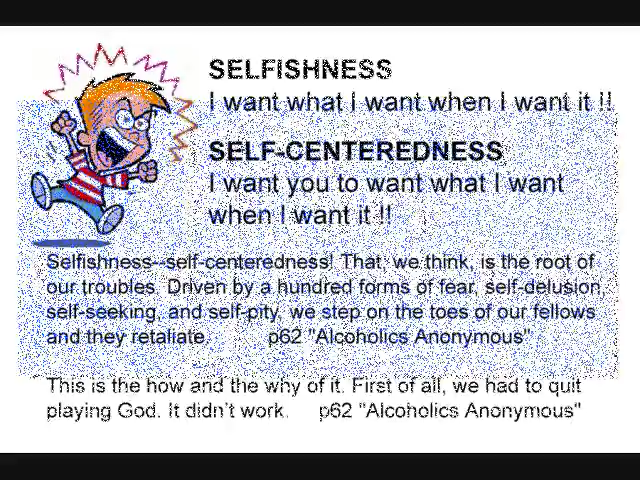 SELFISHNESS
I want what I want when I want it !!
SELF-CENTEREDNESS
I want you to want what I want
when I want it !!
Selfishness--self-centeredness! That, we think, is the root of
our troubles. Driven by a hundred forms of fear, self-delusion,
self-seeking, and self-pity, we step on the toes of our fellows
and they retaliate. p62 "Alcoholics Anonymous"
This is the how and the why of it. First of all, we had to quit
playing God. It didn't work. p62 "Alcoholics Anonymous"